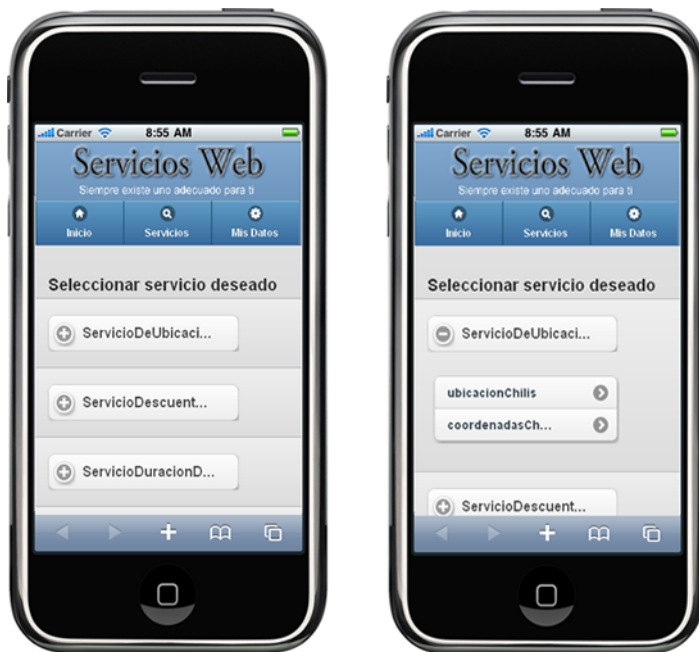 Carrier 8:55 AM
Servicios Web
Siempre existe uno adecuado para ti
Inicio Servicios Mis Datos
Seleccionar servicio deseado
ServicioDeUbicaci...
ServicioDescuent...
ServicioDuracionD...
Carrier 8:55 AM
Servicios Web
Siempre existe uno adecuado para ti
Inicio Servicios Mis Datos
Seleccionar servicio deseado
ServicioDeUbicaci...
ubicacionChilis
coordenadasCh...
ServicioDescuent...